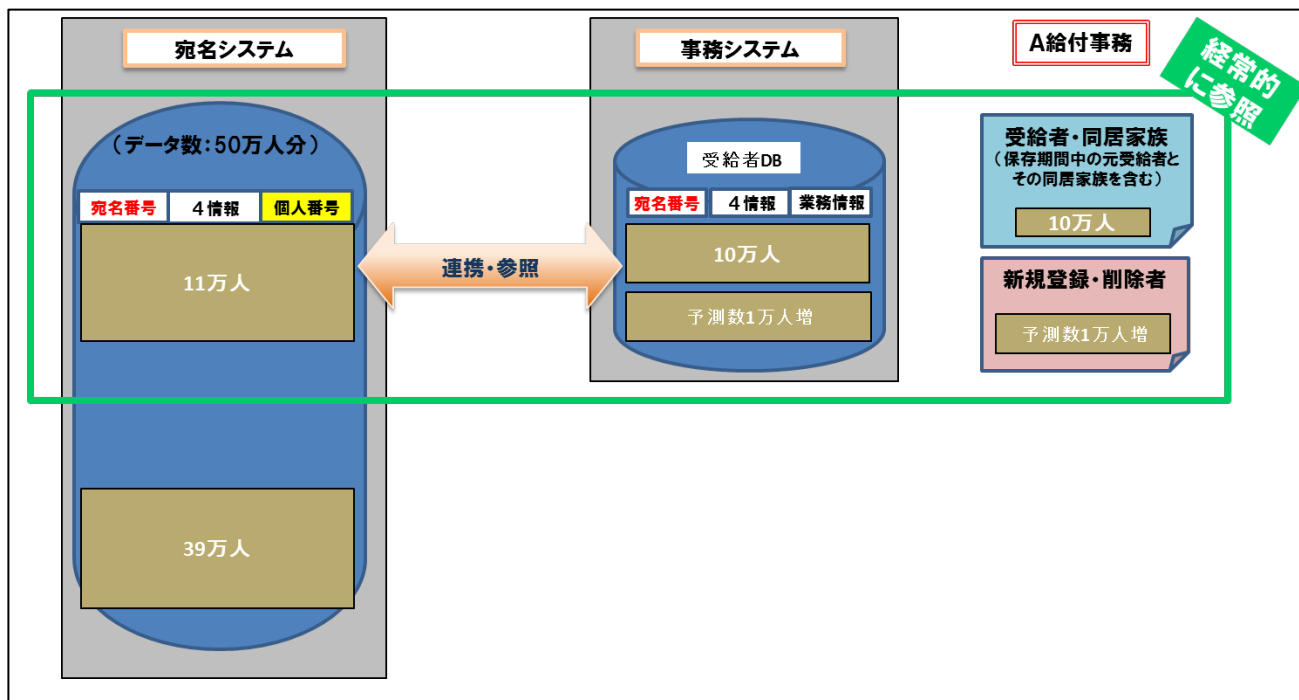 宛名システム
事務システム
A給付事務
経常的
に参照
（データ数：50万人分）
宛名番号
４情報
個人番号
11万人
39万人
連携・参照
受給者DB
宛名番号
４情報
業務情報
10万人
予測数1万人増
受給者・同居家族
（保存期間中の元受給者と
その同居家族を含む）
10万人
新規登録・削除者
予測数1万人増